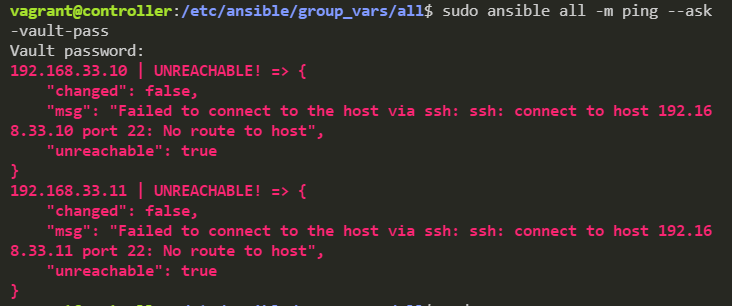 vagrant@controller:/etc/ansible/group_vars/all$ sudo ansible all -m ping --ask
-vault-pass
Vault password:
192.168.33.10 | UNREACHABLE! => {
    "changed": false,
    "msg": "Failed to connect to the host via ssh: ssh: connect to host 192.16
8.33.10 port 22: No route to host",
    "unreachable": true
}
192.168.33.11 | UNREACHABLE! => {
    "changed": false,
    "msg": "Failed to connect to the host via ssh: ssh: connect to host 192.16
8.33.11 port 22: No route to host",
    "unreachable": true
}